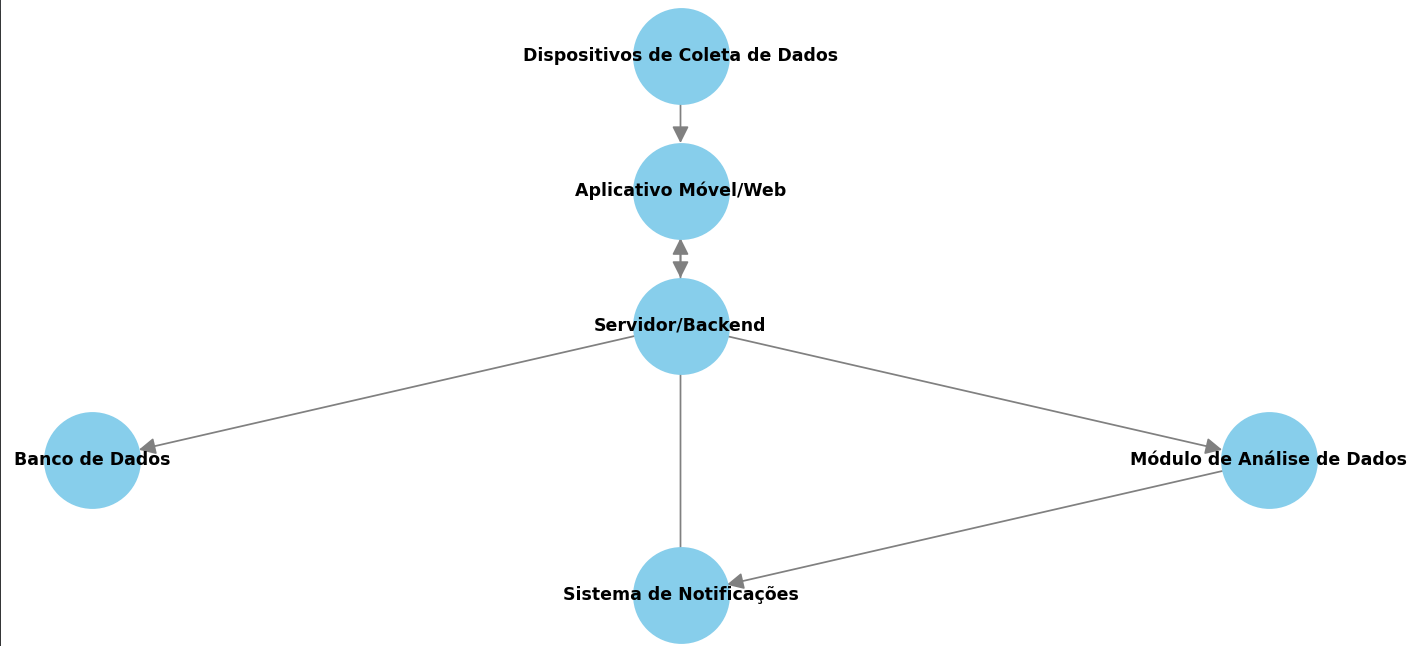 Dispositivos de Coleta de Dados
Aplicativo Móvel/Web
Servidor/Backend
Banco de Dados
Módulo de Análise de Dados
Sistema de Notificações